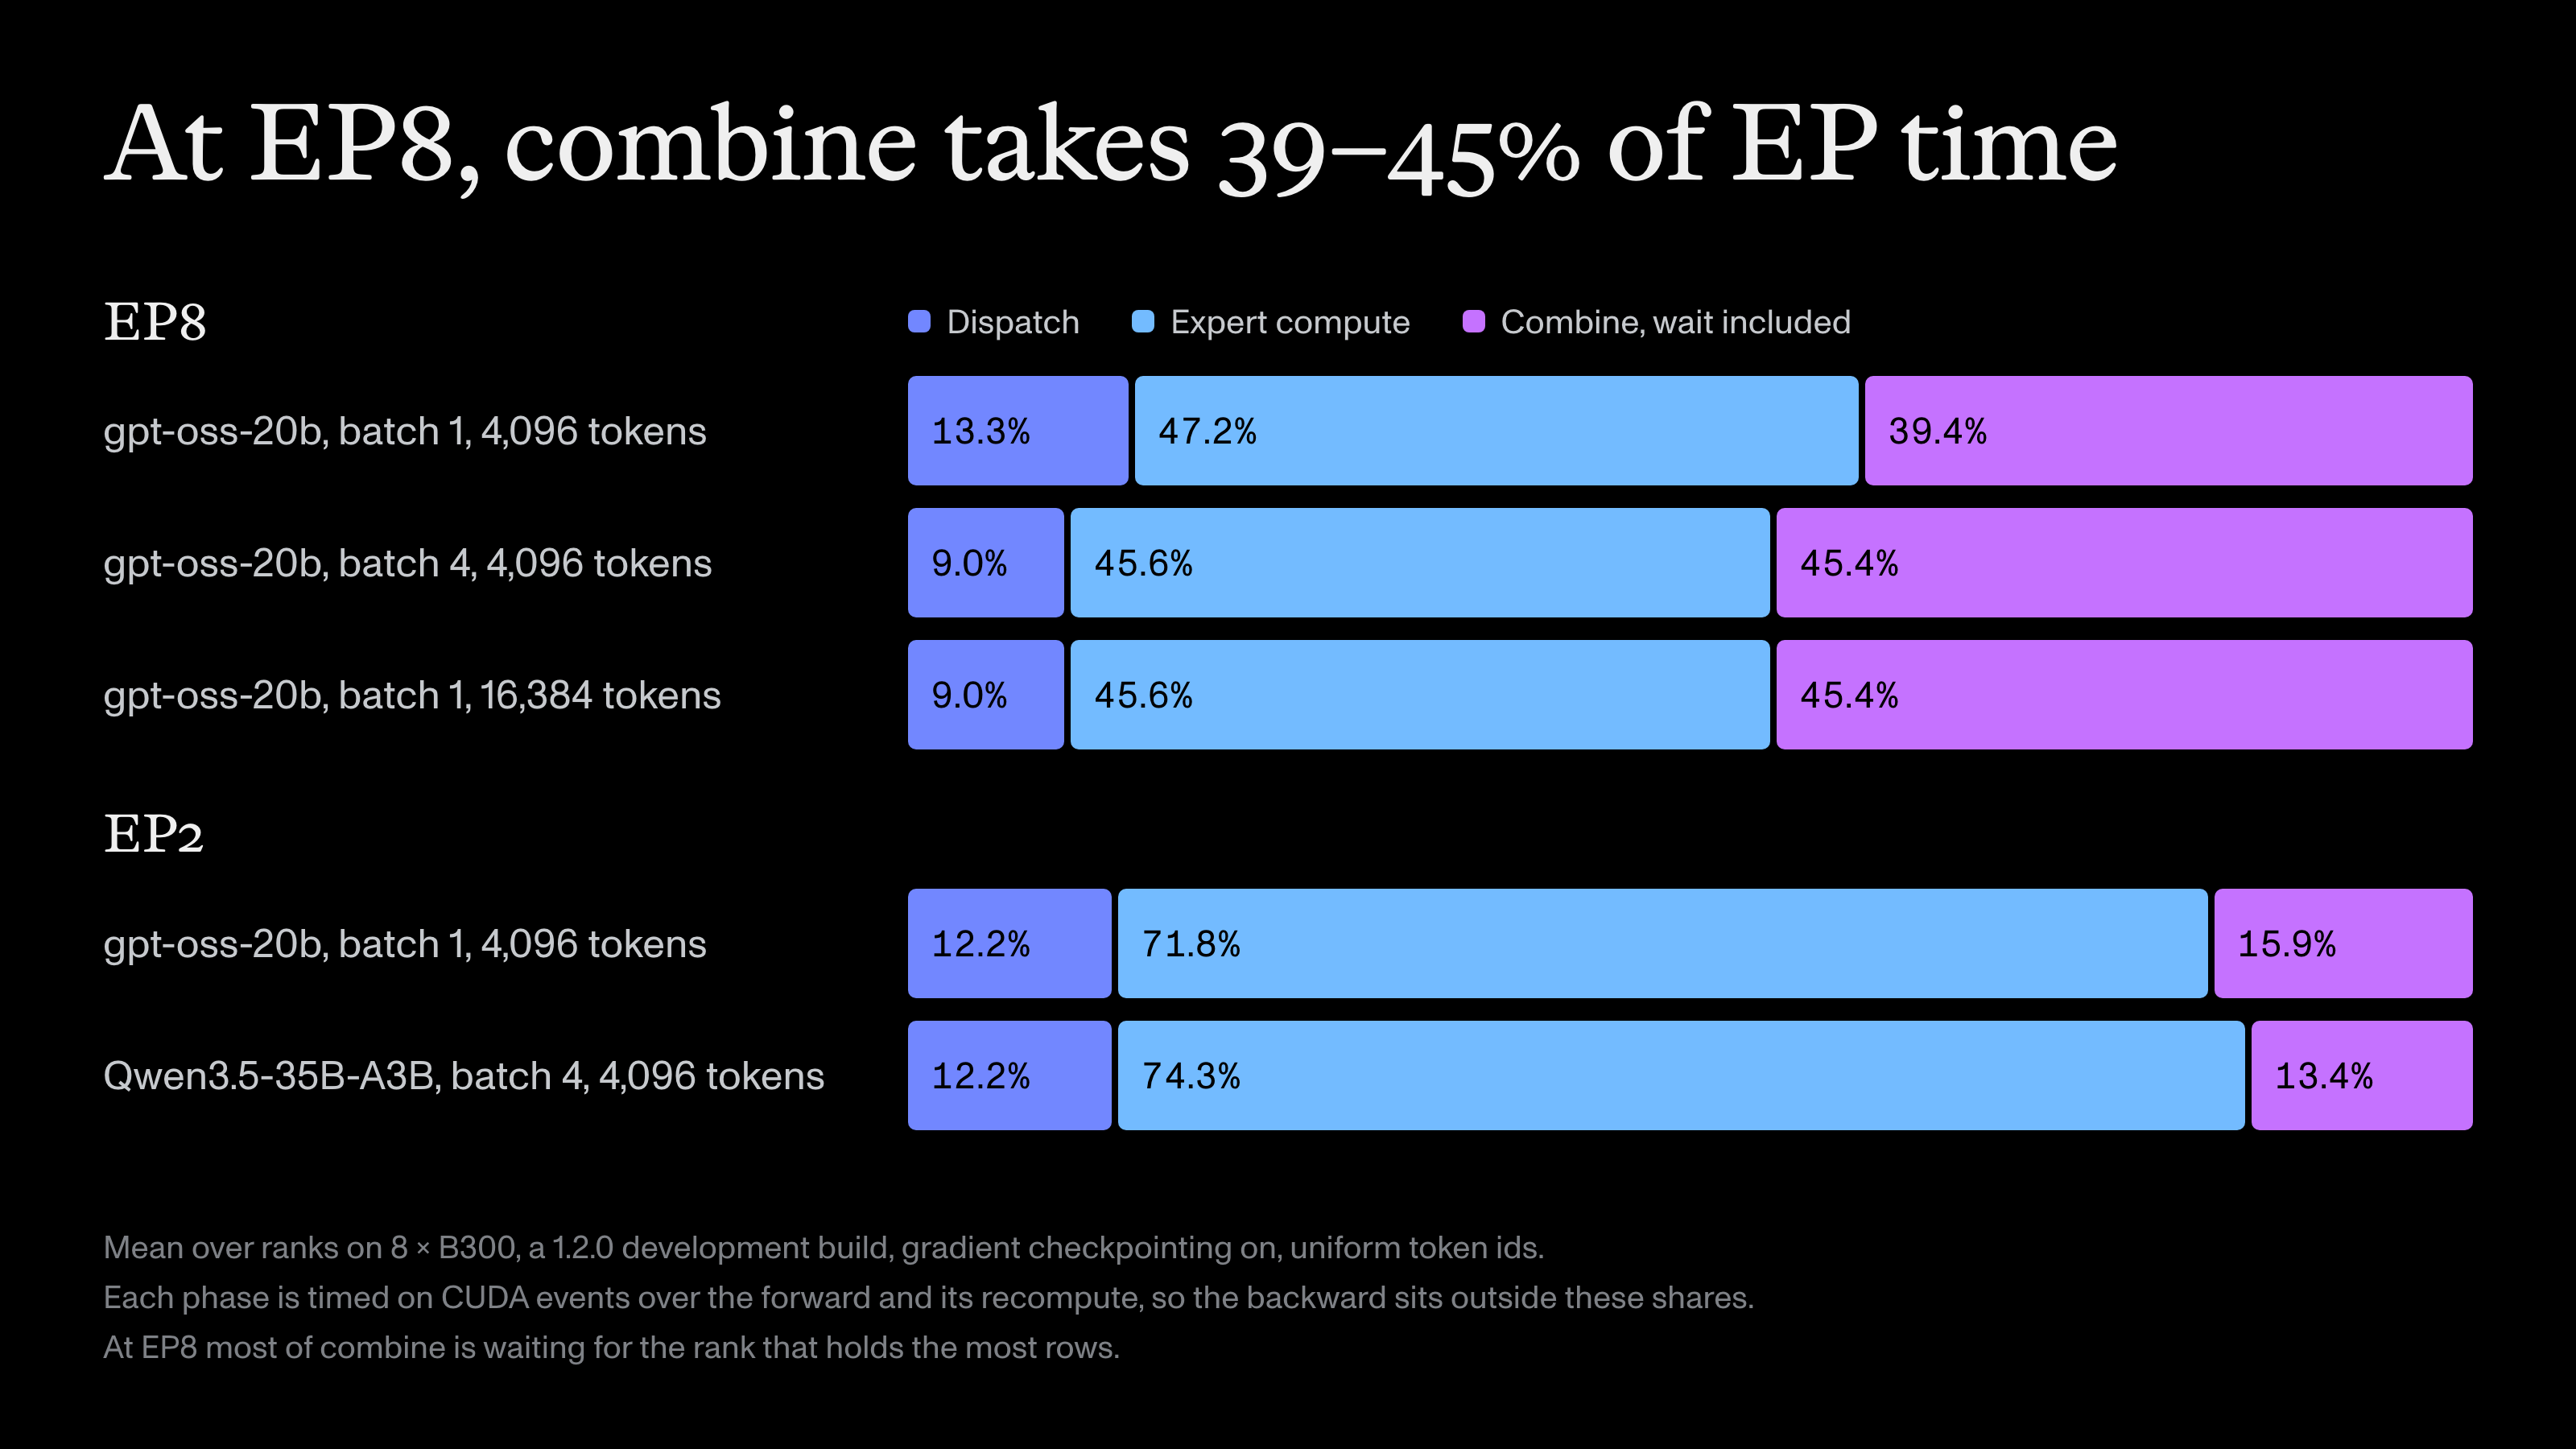 At EP8, combine takes 39–45% of EP time
EP8
Dispatch
Expert compute
Combine, wait included
gpt-oss-20b, batch 1, 4,096 tokens
13.3%
47.2%
39.4%
gpt-oss-20b, batch 4, 4,096 tokens
9.0%
45.6%
45.4%
gpt-oss-20b, batch 1, 16,384 tokens
9.0%
45.6%
45.4%
EP2
gpt-oss-20b, batch 1, 4,096 tokens
12.2%
71.8%
15.9%
Qwen3.5-35B-A3B, batch 4, 4,096 tokens
12.2%
74.3%
13.4%
Mean over ranks on 8 × B300, a 1.2.0 development build, gradient checkpointing on, uniform token ids.
Each phase is timed on CUDA events over the forward and its recompute, so the backward sits outside these shares.
At EP8 most of combine is waiting for the rank that holds the most rows.